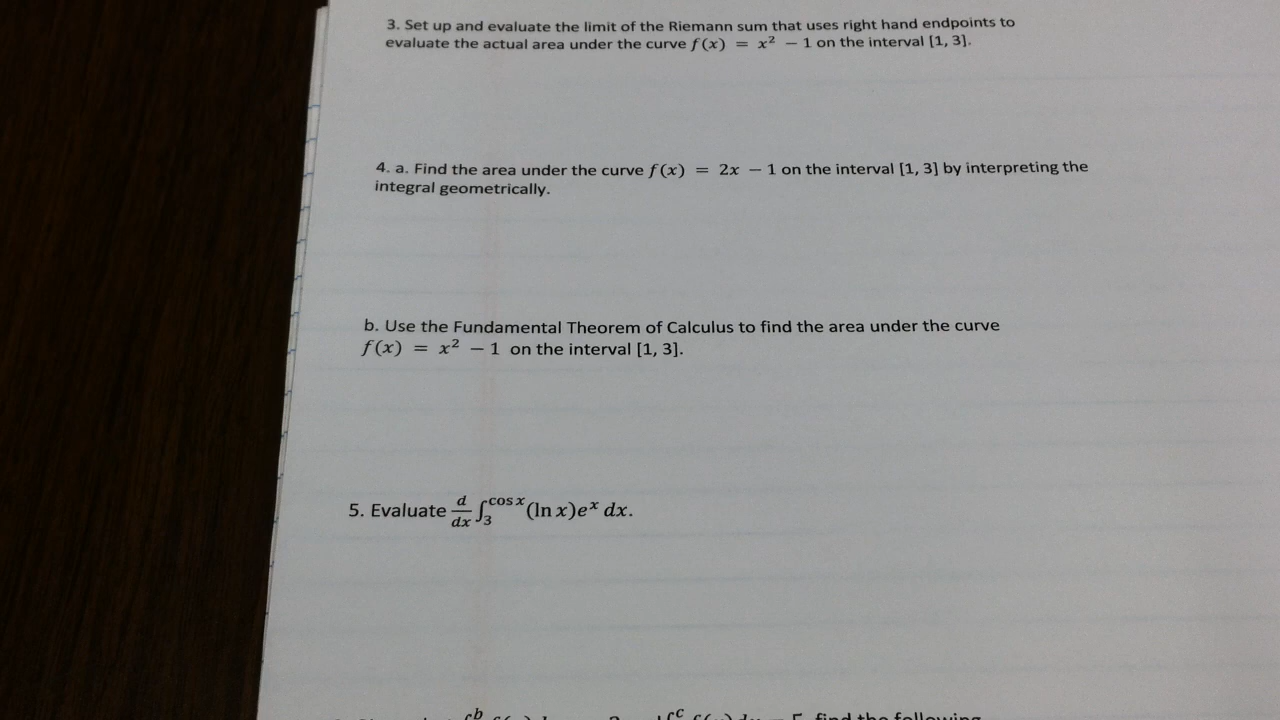 3. Set up and evaluate the limit of the Riemann sum that uses right hand endpoints to
evaluate the actual area under the curve f(x) = x² − 1 on the interval [1, 3].
4. a. Find the area under the curve f(x) = 2x − 1 on the interval [1, 3] by interpreting the
integral geometrically.
b. Use the Fundamental Theorem of Calculus to find the area under the curve
f(x) = x² − 1 on the interval [1, 3].
5. Evaluate d/dx ∫₃^(cos x) (ln x)eˣ dx.
find the following